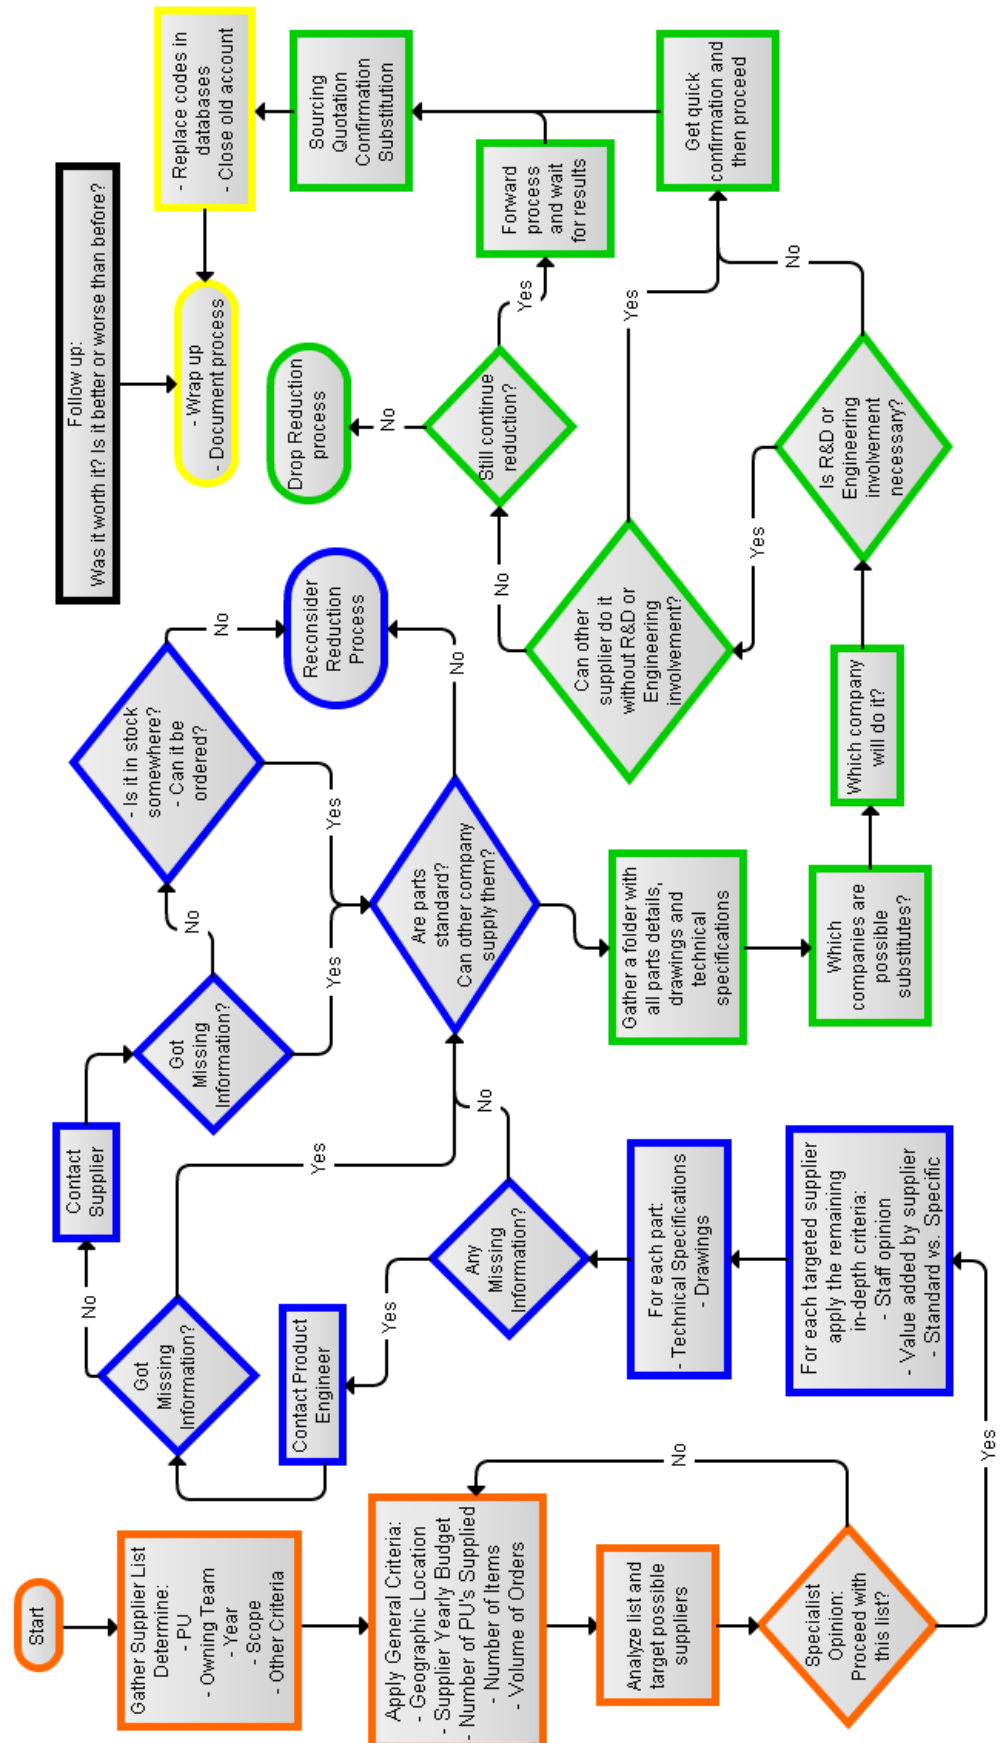 Start
Gather Supplier List
Determine:
- PU
- Owning Team
- Year
- Scope
- Other Criteria
Apply General Criteria:
- Geographic Location
- Supplier Yearly Budget
- Number of PU's Supplied
- Number of Items
- Volume of Orders
Analyze list and
target possible
suppliers
Specialist
Opinion:
Proceed with
this list?
No
Yes
For each targeted supplier
apply the remaining
in-depth criteria:
- Staff opinion
- Value added by supplier
- Standard vs. Specific
For each part:
- Technical Specifications
- Drawings
Any
Missing
Information?
Yes
No
Contact Product
Engineer
Got
Missing
Information?
No
Yes
Contact
Supplier
Got
Missing
Information?
No
Yes
- Is it in stock
somewhere?
- Can it be
ordered?
No
Yes
Are parts
standard?
Can other company
supply them?
No
Reconsider
Reduction
Process
Gather a folder with
all parts details,
drawings and
technical
specifications
Which
companies are
possible
substitutes?
Which company
will do it?
Is R&D or
Engineering
involvement
necessary?
Yes
No
Can other
supplier do it
without R&D or
Engineering
involvement?
No
Yes
Still continue
reduction?
No
Yes
Drop Reduction
process
Forward
process
and wait
for results
Get quick
confirmation and
then proceed
Sourcing
Quotation
Confirmation
Substitution
- Replace codes in
databases
- Close old account
- Wrap up
- Document process
Follow up:
Was it worth it? Is it better or worse than before?